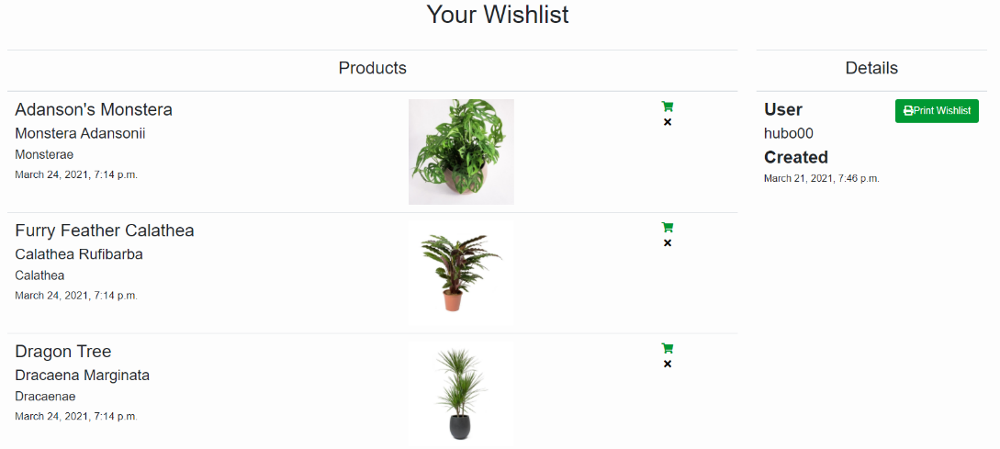 Your Wishlist
Products
Adanson's Monstera
Monstera Adansonii
Monsterae
March 24, 2021, 7:14 p.m.
Furry Feather Calathea
Calathea Rufibarba
Calathea
March 24, 2021, 7:14 p.m.
Dragon Tree
Dracaena Marginata
Dracaenae
March 24, 2021, 7:14 p.m.
Details
User
Print Wishlist
hubo00
Created
March 21, 2021, 7:46 p.m.